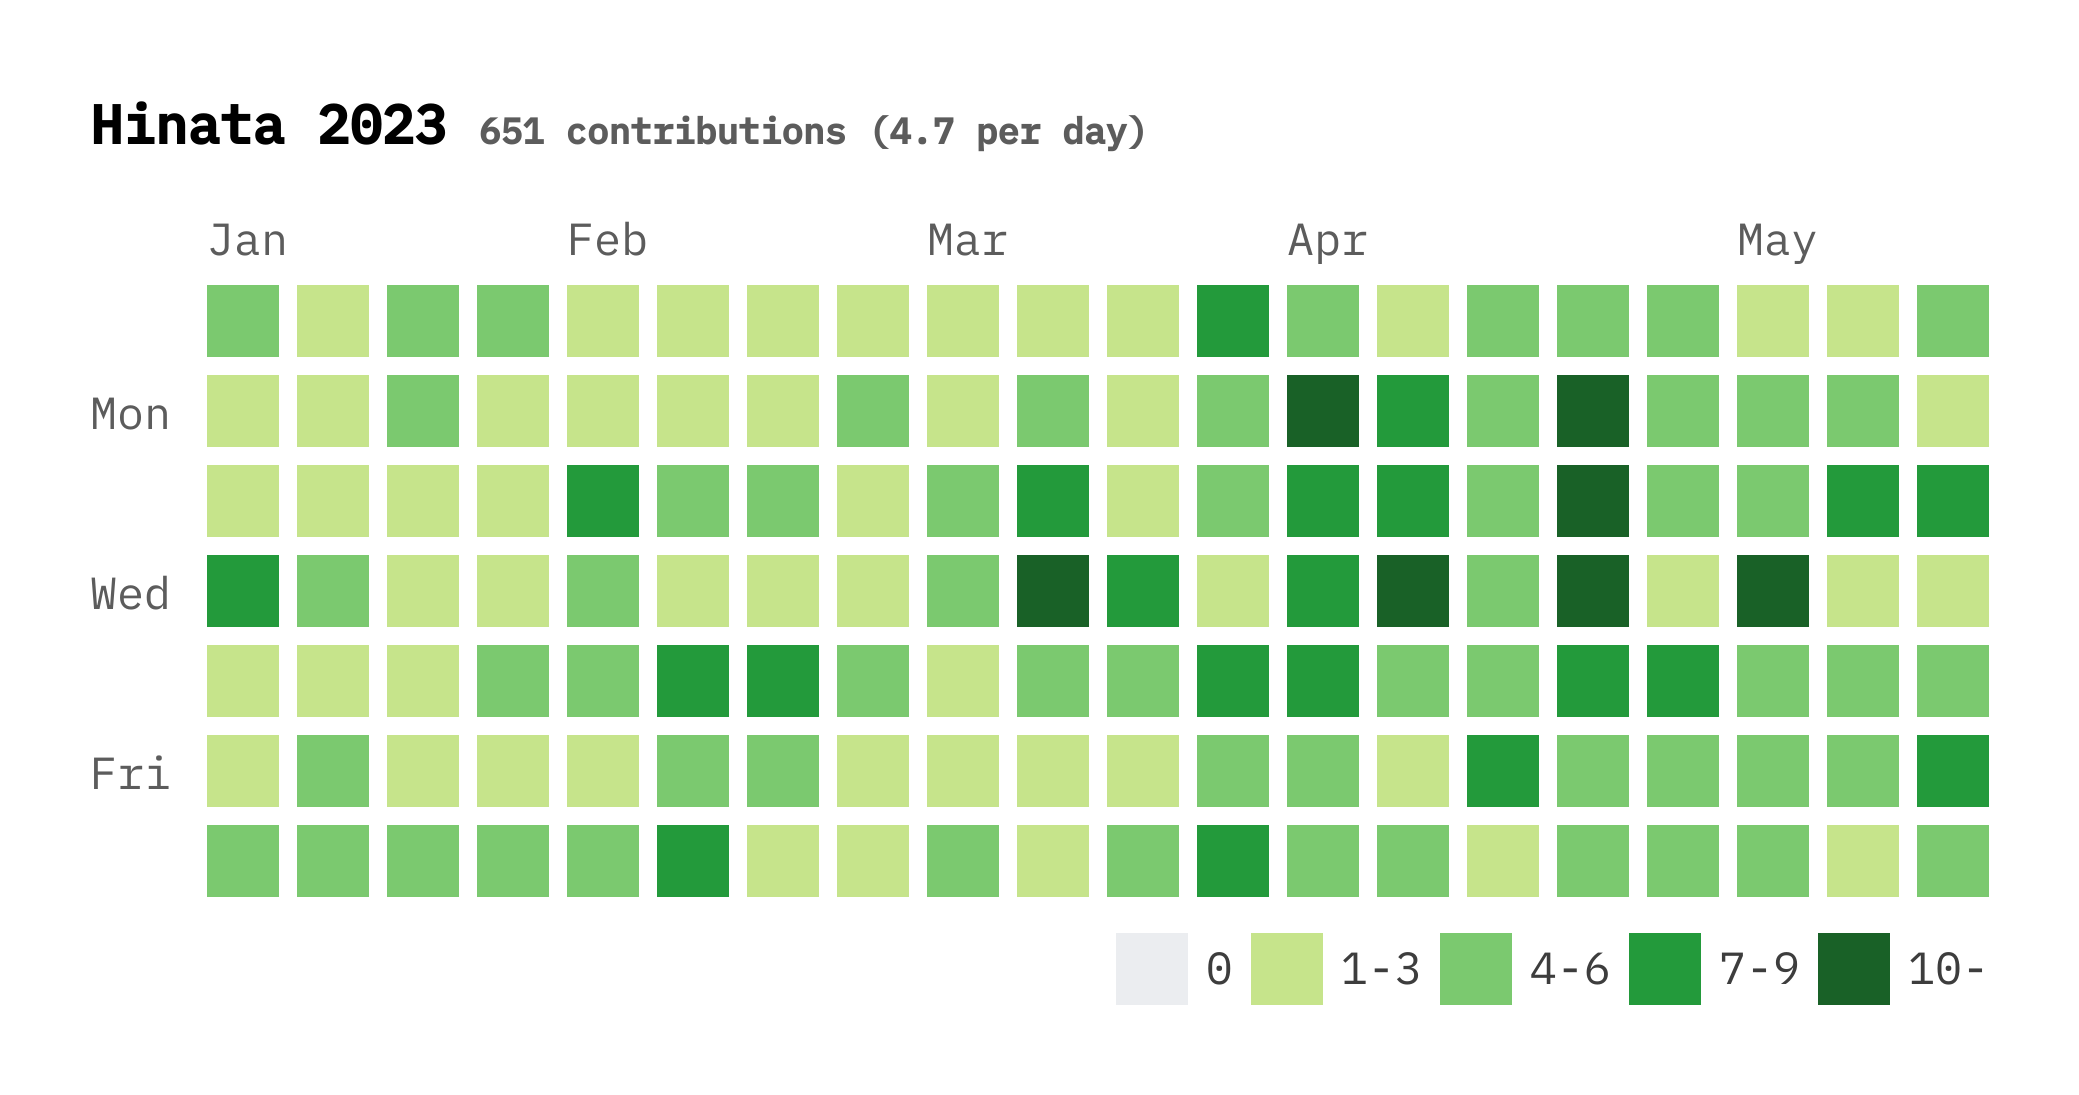 Hinata 2023 651 contributions (4.7 per day)
Jan Feb Mar Apr May
Mon
Wed
Fri
0 1-3 4-6 7-9 10-